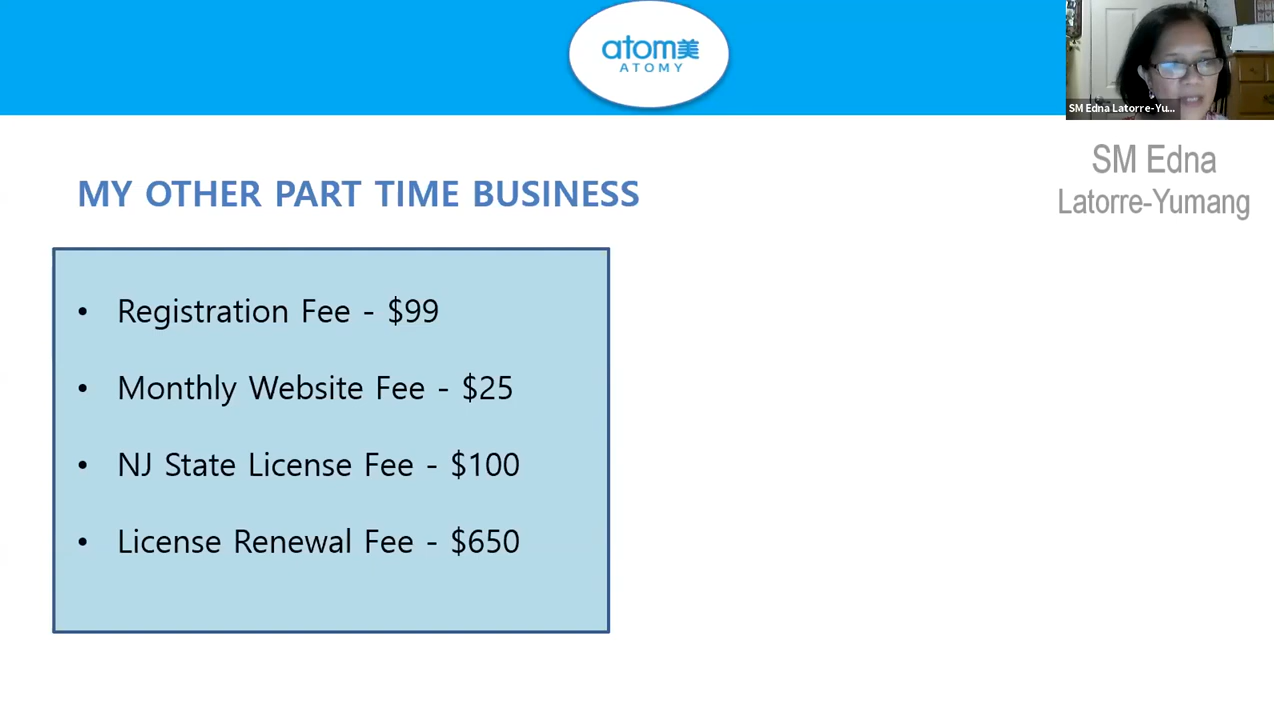 atom美
ATOMY
SM Edna Latorre-Yu...
SM Edna
Latorre-Yumang
MY OTHER PART TIME BUSINESS
• Registration Fee - $99
• Monthly Website Fee - $25
• NJ State License Fee - $100
• License Renewal Fee - $650